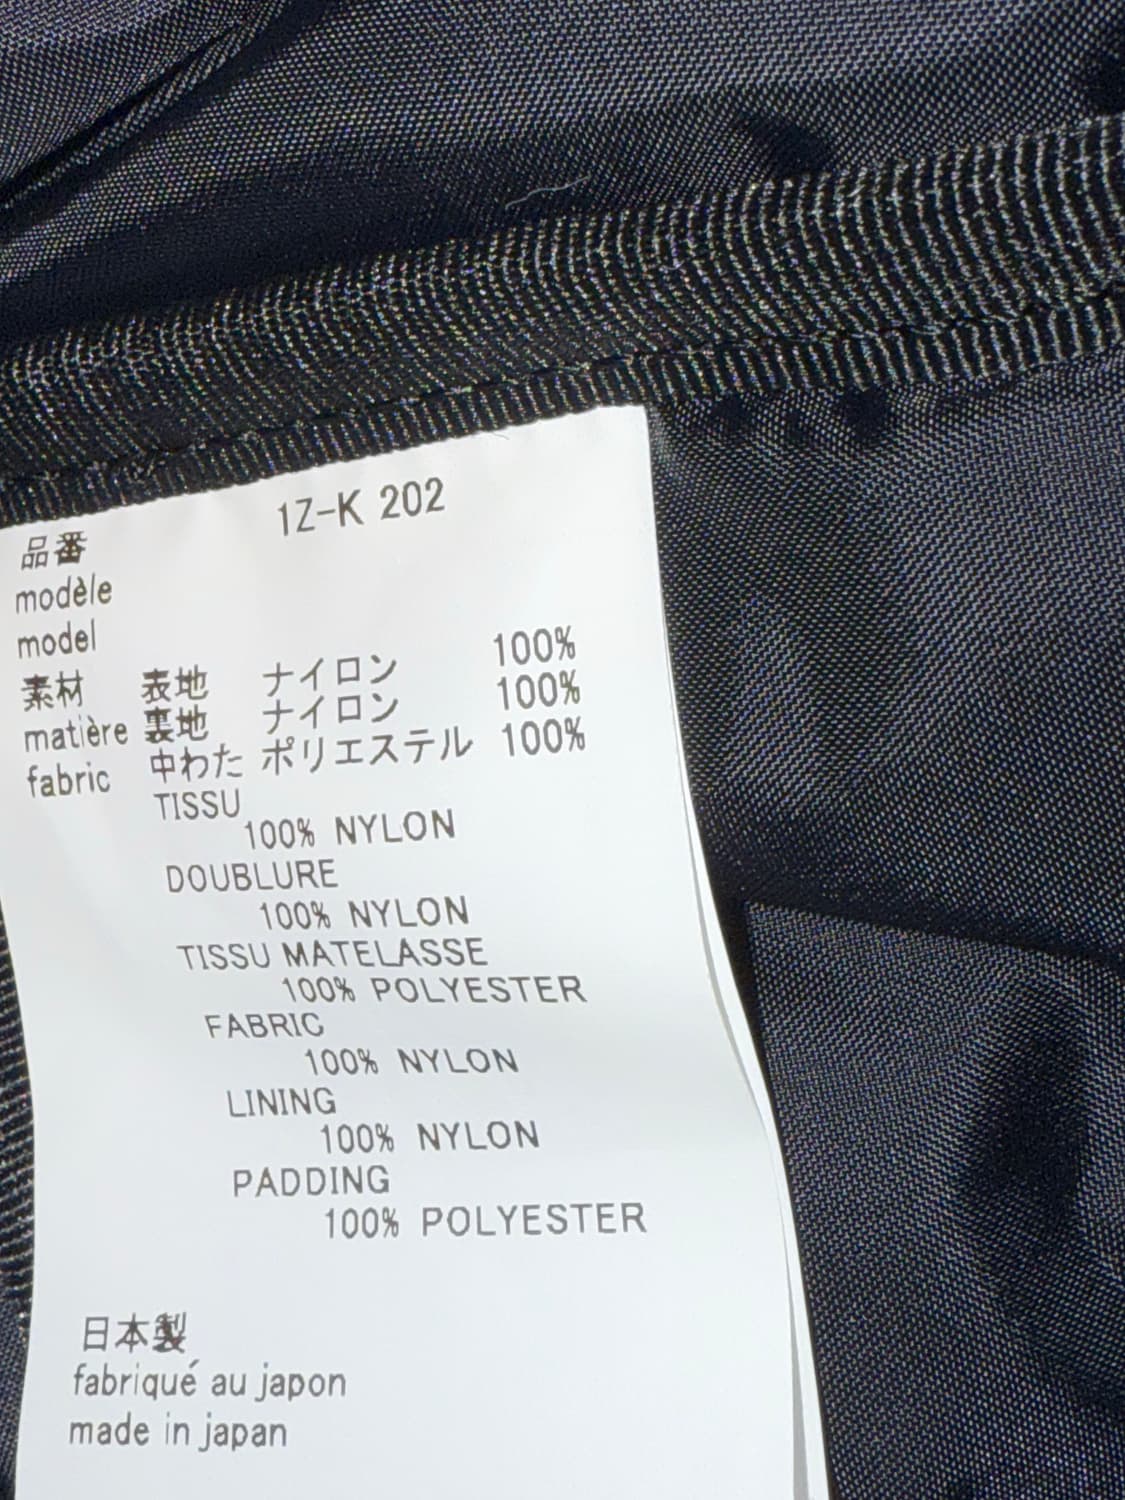 1Z-K 202
品番
modèle
model
素材 表地 ナイロン 100%
matière 裏地 ナイロン 100%
fabric 中わた ポリエステル 100%
TISSU
100% NYLON
DOUBLURE
100% NYLON
TISSU MATELASSE
100% POLYESTER
FABRIC
100% NYLON
LINING
100% NYLON
PADDING
100% POLYESTER
日本製
fabriqué au japon
made in japan